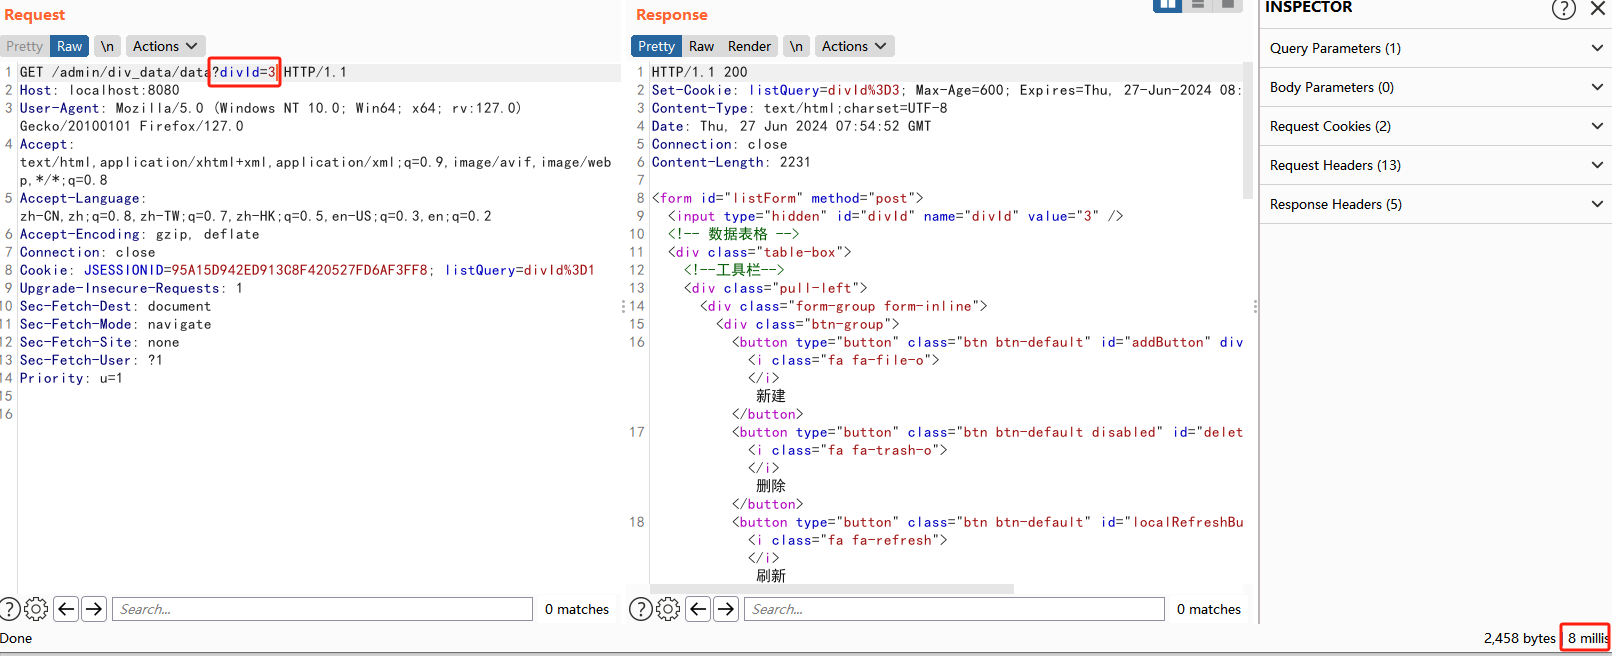 Request
Pretty Raw \n Actions
1 GET /admin/div_data/data?divId=3 HTTP/1.1
2 Host: localhost:8080
3 User-Agent: Mozilla/5.0 (Windows NT 10.0; Win64; x64; rv:127.0)
Gecko/20100101 Firefox/127.0
4 Accept:
text/html,application/xhtml+xml,application/xml;q=0.9,image/avif,image/web
p,*/*;q=0.8
5 Accept-Language:
zh-CN,zh;q=0.8,zh-TW;q=0.7,zh-HK;q=0.5,en-US;q=0.3,en;q=0.2
6 Accept-Encoding: gzip, deflate
7 Connection: close
8 Cookie: JSESSIONID=95A15D942ED913C8F420527FD6AF3FF8; listQuery=divId%3D1
9 Upgrade-Insecure-Requests: 1
10 Sec-Fetch-Dest: document
11 Sec-Fetch-Mode: navigate
12 Sec-Fetch-Site: none
13 Sec-Fetch-User: ?1
14 Priority: u=1
15
16
? Search... 0 matches
Done
Response
Pretty Raw Render \n Actions
1 HTTP/1.1 200
2 Set-Cookie: listQuery=divId%3D3; Max-Age=600; Expires=Thu, 27-Jun-2024 08:
3 Content-Type: text/html;charset=UTF-8
4 Date: Thu, 27 Jun 2024 07:54:52 GMT
5 Connection: close
6 Content-Length: 2231
7
8 <form id="listForm" method="post">
9 <input type="hidden" id="divId" name="divId" value="3" />
10 <!-- 数据表格 -->
11 <div class="table-box">
12 <!--工具栏-->
13 <div class="pull-left">
14 <div class="form-group form-inline">
15 <div class="btn-group">
16 <button type="button" class="btn btn-default" id="addButton" div
<i class="fa fa-file-o">
</i>
新建
</button>
17 <button type="button" class="btn btn-default disabled" id="delet
<i class="fa fa-trash-o">
</i>
删除
</button>
18 <button type="button" class="btn btn-default" id="localRefreshBu
<i class="fa fa-refresh">
</i>
刷新
? Search... 0 matches
INSPECTOR ?
Query Parameters (1)
Body Parameters (0)
Request Cookies (2)
Request Headers (13)
Response Headers (5)
2,458 bytes | 8 millis